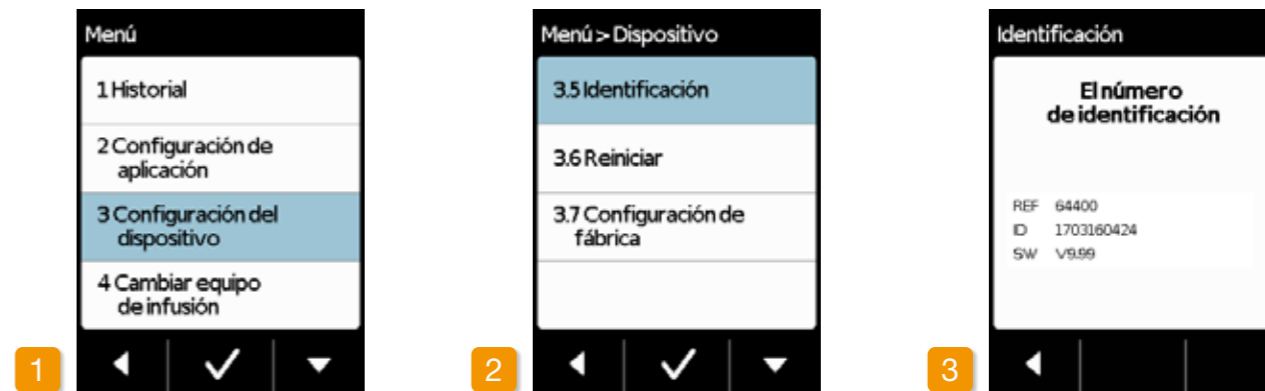 Menú
1 Historial
2 Configuración de
aplicación
3 Configuración del
dispositivo
4 Cambiar equipo
de infusión
1
Menú > Dispositivo
3.5 Identificación
3.6 Reiniciar
3.7 Configuración de
fábrica
2
Identificación
El número
de identificación
REF 64400
ID 1703160424
SW V9.99
3